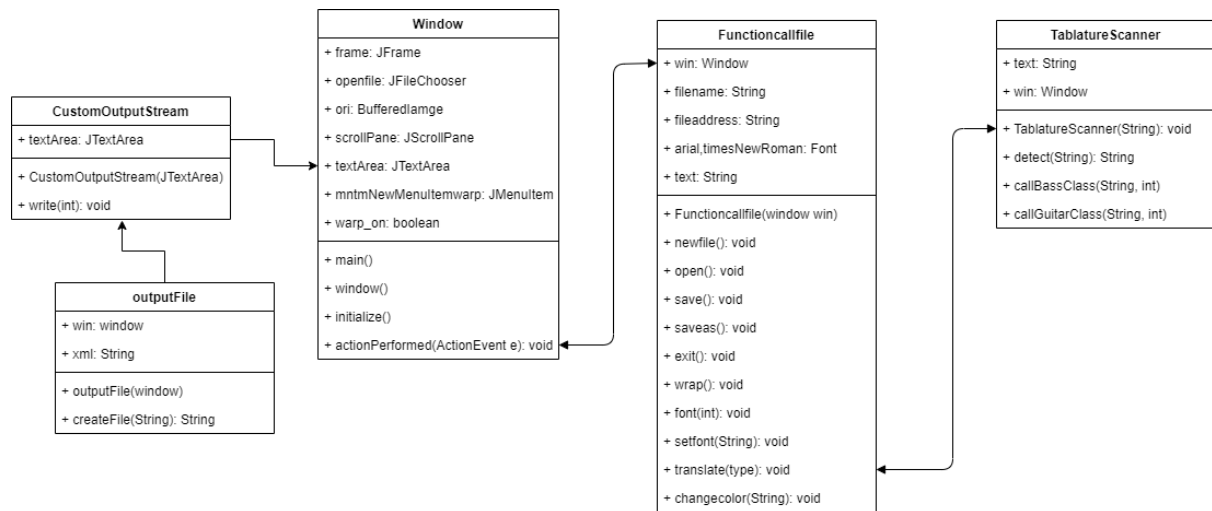 CustomOutputStream
+ textArea: JTextArea
+ CustomOutputStream(JTextArea)
+ write(int): void
outputFile
+ win: window
+ xml: String
+ outputFile(window)
+ createFile(String): String
Window
+ frame: JFrame
+ openfile: JFileChooser
+ ori: BufferedIamge
+ scrollPane: JScrollPane
+ textArea: JTextArea
+ mntmNewMenuItemwarp: JMenuItem
+ warp_on: boolean
+ main()
+ window()
+ initialize()
+ actionPerformed(ActionEvent e): void
Functioncallfile
+ win: Window
+ filename: String
+ fileaddress: String
+ arial,timesNewRoman: Font
+ text: String
+ Functioncallfile(window win)
+ newfile(): void
+ open(): void
+ save(): void
+ saveas(): void
+ exit(): void
+ wrap(): void
+ font(int): void
+ setfont(String): void
+ translate(type): void
+ changecolor(String): void
TablatureScanner
+ text: String
+ win: Window
+ TablatureScanner(String): void
+ detect(String): String
+ callBassClass(String, int)
+ callGuitarClass(String, int)